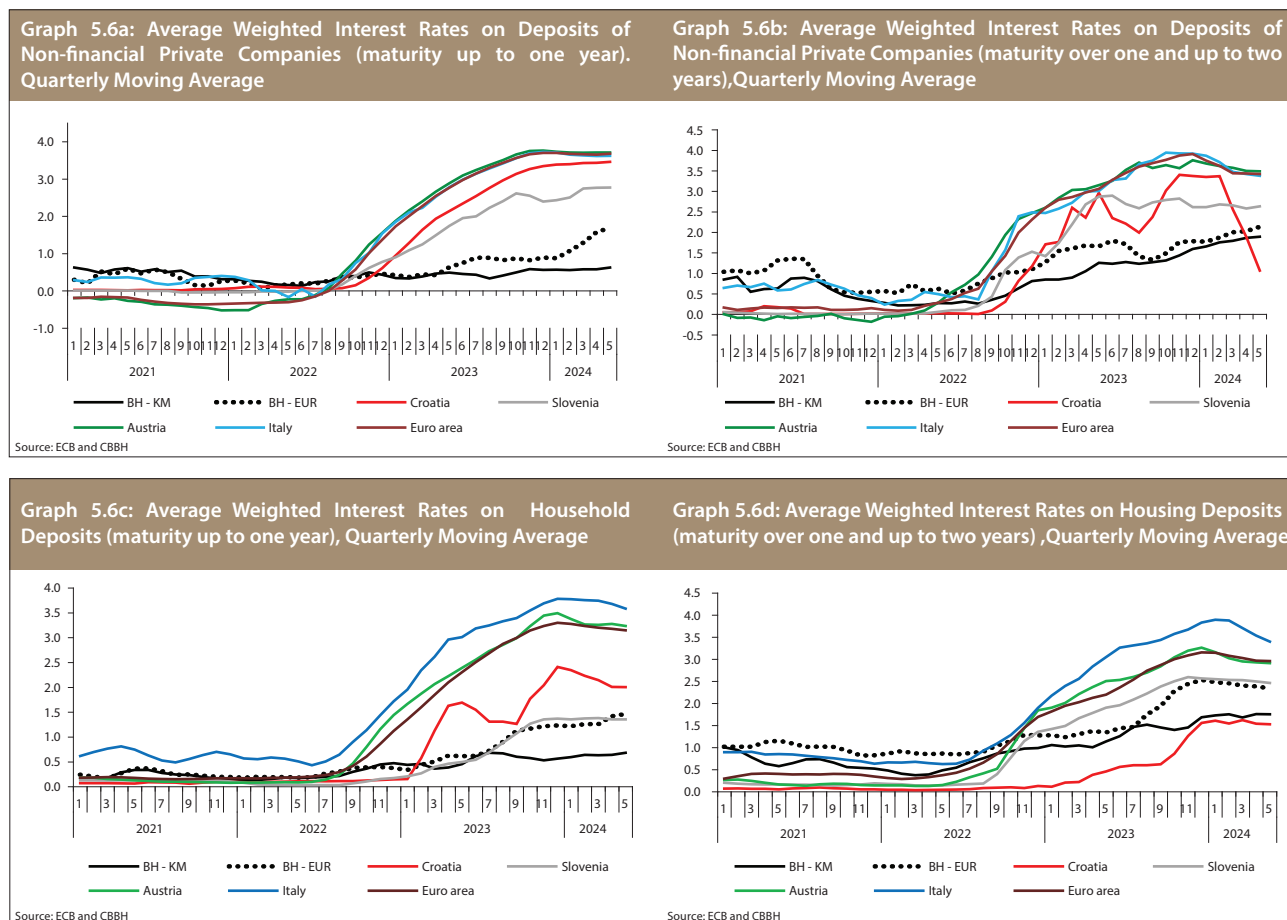 Graph 5.6a: Average Weighted Interest Rates on Deposits of
Non-financial Private Companies (maturity up to one year).
Quarterly Moving Average
4.0
3.0
2.0
1.0
0.0
-1.0
1 2 3 4 5 6 7 8 9 10 11 12 1 2 3 4 5 6 7 8 9 10 11 12 1 2 3 4 5 6 7 8 9 10 11 12 1 2 3 4 5
2021 2022 2023 2024
BH - KM BH - EUR Croatia Slovenia
Austria Italy Euro area
Source: ECB and CBBH
Graph 5.6b: Average Weighted Interest Rates on Deposits of
Non-financial Private Companies (maturity over one and up to two
years),Quarterly Moving Average
4.5
4.0
3.5
3.0
2.5
2.0
1.5
1.0
0.5
0.0
-0.5
1 2 3 4 5 6 7 8 9 10 11 12 1 2 3 4 5 6 7 8 9 10 11 12 1 2 3 4 5 6 7 8 9 10 11 12 1 2 3 4 5
2021 2022 2023 2024
BH - KM BH - EUR Croatia Slovenia
Austria Italy Euro area
Source: ECB and CBBH
Graph 5.6c: Average Weighted Interest Rates on Household
Deposits (maturity up to one year), Quarterly Moving Average
4.0
3.5
3.0
2.5
2.0
1.5
1.0
0.5
0.0
1 3 5 7 9 11 1 3 5 7 9 11 1 3 5 7 9 11 1 3 5
2021 2022 2023 2024
BH - KM BH - EUR Croatia Slovenia
Austria Italy Euro area
Source: ECB and CBBH
Graph 5.6d: Average Weighted Interest Rates on Housing Deposits
(maturity over one and up to two years) ,Quarterly Moving Average
4.5
4.0
3.5
3.0
2.5
2.0
1.5
1.0
0.5
0.0
1 3 5 7 9 11 1 3 5 7 9 11 1 3 5 7 9 11 1 3 5
2021 2022 2023 2024
BH - KM BH - EUR Croatia Slovenia
Austria Italy Euro area
Source: ECB and CBBH